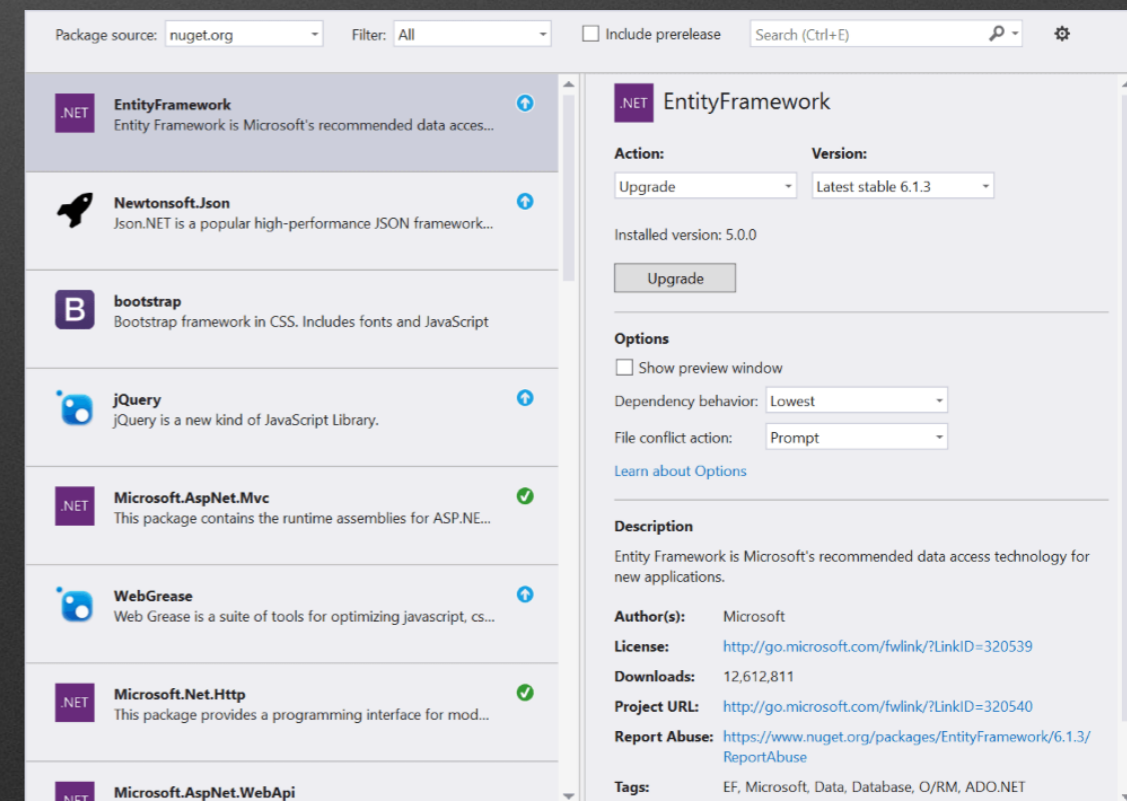 Package source: nuget.org Filter: All Include prerelease Search (Ctrl+E)
.NET EntityFramework
Entity Framework is Microsoft's recommended data acces...
Newtonsoft.Json
Json.NET is a popular high-performance JSON framework...
B bootstrap
Bootstrap framework in CSS. Includes fonts and JavaScript
jQuery
jQuery is a new kind of JavaScript Library.
.NET Microsoft.AspNet.Mvc
This package contains the runtime assemblies for ASP.NE...
WebGrease
Web Grease is a suite of tools for optimizing javascript, cs...
.NET Microsoft.Net.Http
This package provides a programming interface for mod...
.NET Microsoft.AspNet.WebApi
.NET EntityFramework
Action: Version:
Upgrade Latest stable 6.1.3
Installed version: 5.0.0
Upgrade
Options
Show preview window
Dependency behavior: Lowest
File conflict action: Prompt
Learn about Options
Description
Entity Framework is Microsoft's recommended data access technology for
new applications.
Author(s): Microsoft
License: http://go.microsoft.com/fwlink/?LinkID=320539
Downloads: 12,612,811
Project URL: http://go.microsoft.com/fwlink/?LinkID=320540
Report Abuse: https://www.nuget.org/packages/EntityFramework/6.1.3/
ReportAbuse
Tags: EF, Microsoft, Data, Database, O/RM, ADO.NET